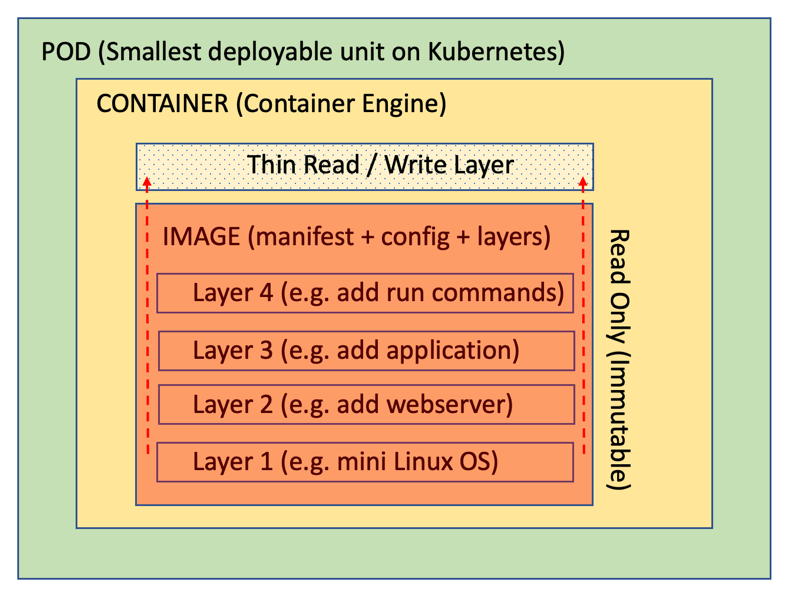 POD (Smallest deployable unit on Kubernetes)
CONTAINER (Container Engine)
Thin Read / Write Layer
IMAGE (manifest + config + layers)
Layer 4 (e.g. add run commands)
Layer 3 (e.g. add application)
Layer 2 (e.g. add webserver)
Layer 1 (e.g. mini Linux OS)
Read Only (Immutable)